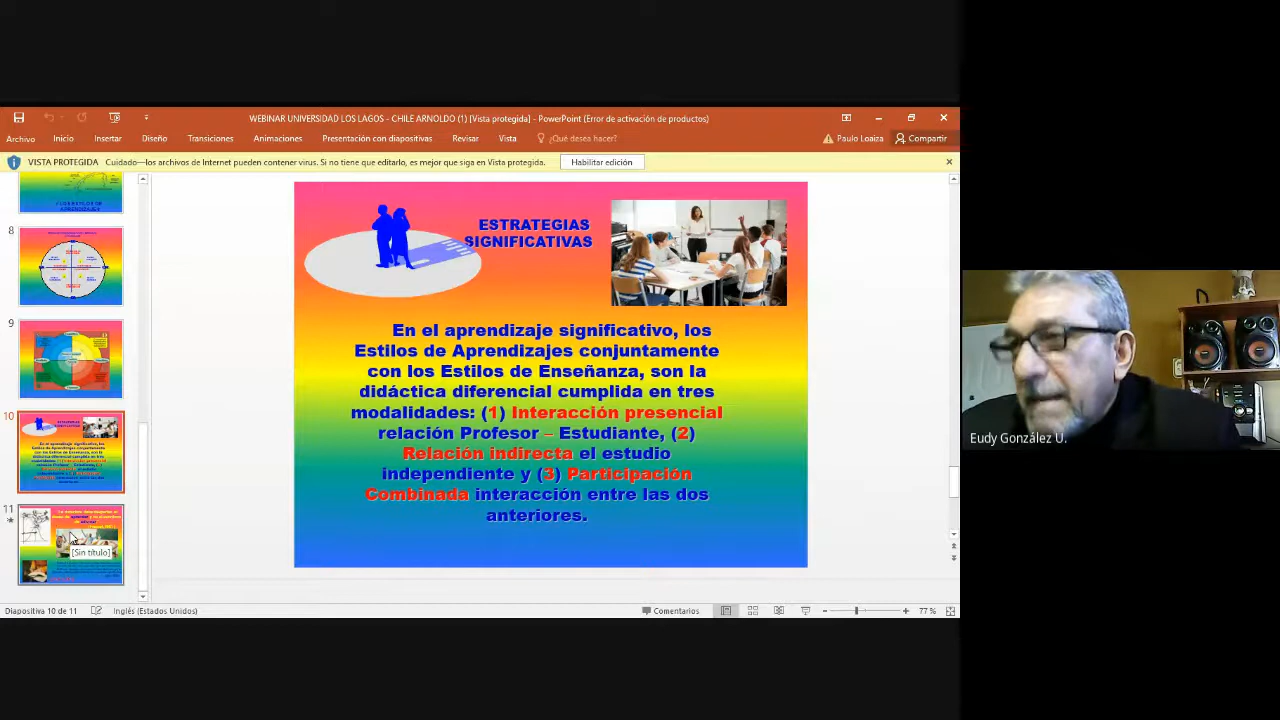 WEBINAR UNIVERSIDAD LOS LAGOS - CHILE ARNOLDO (1) [Vista protegida] - PowerPoint (Error de activación de productos)
Archivo Inicio Insertar Diseño Transiciones Animaciones Presentación con diapositivas Revisar Vista ¿Qué desea hacer? Paulo Loaiza Compartir
VISTA PROTEGIDA Cuidado—los archivos de Internet pueden contener virus. Si no tiene que editarlo, es mejor que siga en Vista protegida. Habilitar edición
8
9
10
11
[Sin título]
ESTRATEGIAS
SIGNIFICATIVAS
En el aprendizaje significativo, los
Estilos de Aprendizajes conjuntamente
con los Estilos de Enseñanza, son la
didáctica diferencial cumplida en tres
modalidades: (1) Interacción presencial
relación Profesor – Estudiante, (2)
Relación indirecta el estudio
independiente y (3) Participación
Combinada interacción entre las dos
anteriores.
Eudy González U.
Diapositiva 10 de 11 Inglés (Estados Unidos) Comentarios 77 %